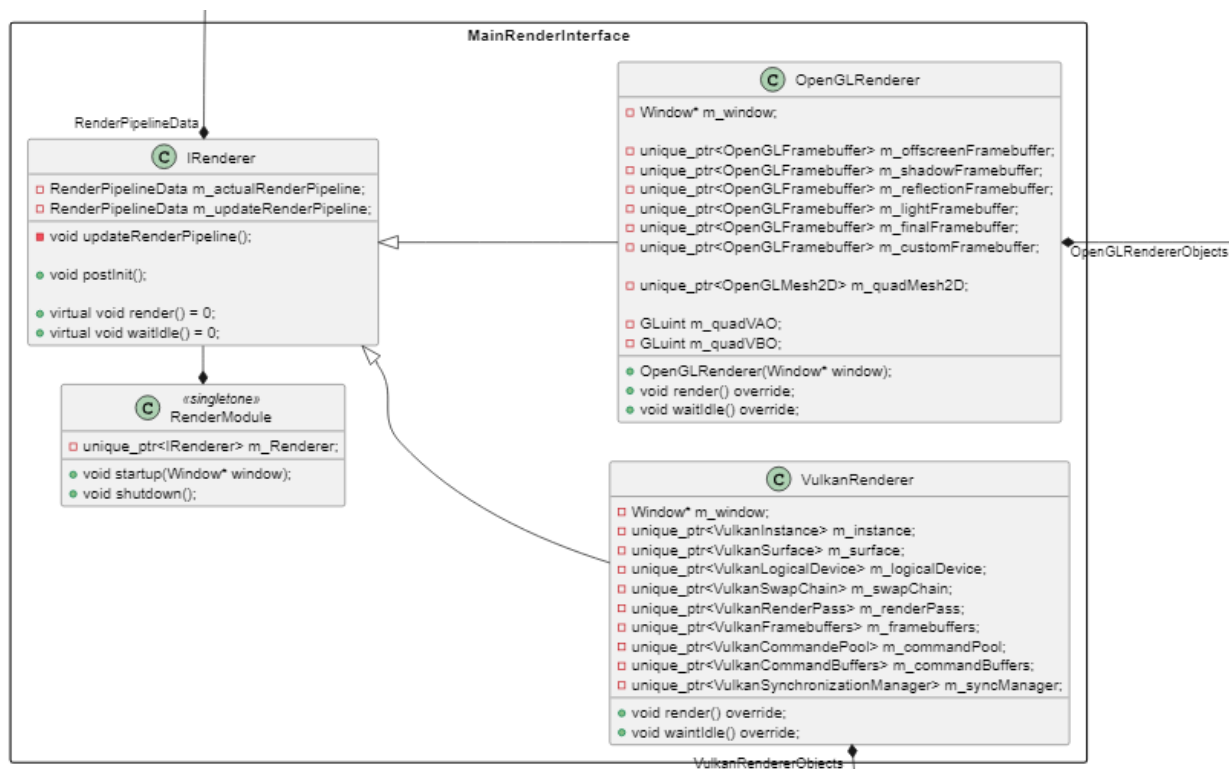 MainRenderInterface
RenderPipelineData
C IRenderer
RenderPipelineData m_actualRenderPipeline;
RenderPipelineData m_updateRenderPipeline;
void updateRenderPipeline();
void postInit();
virtual void render() = 0;
virtual void waitIdle() = 0;
«singletone»
C RenderModule
unique_ptr<IRenderer> m_Renderer;
void startup(Window* window);
void shutdown();
C OpenGLRenderer
Window* m_window;
unique_ptr<OpenGLFramebuffer> m_offscreenFramebuffer;
unique_ptr<OpenGLFramebuffer> m_shadowFramebuffer;
unique_ptr<OpenGLFramebuffer> m_reflectionFramebuffer;
unique_ptr<OpenGLFramebuffer> m_lightFramebuffer;
unique_ptr<OpenGLFramebuffer> m_finalFramebuffer;
unique_ptr<OpenGLFramebuffer> m_customFramebuffer;
unique_ptr<OpenGLMesh2D> m_quadMesh2D;
GLuint m_quadVAO;
GLuint m_quadVBO;
OpenGLRenderer(Window* window);
void render() override;
void waitIdle() override;
OpenGLRendererObjects
C VulkanRenderer
Window* m_window;
unique_ptr<VulkanInstance> m_instance;
unique_ptr<VulkanSurface> m_surface;
unique_ptr<VulkanLogicalDevice> m_logicalDevice;
unique_ptr<VulkanSwapChain> m_swapChain;
unique_ptr<VulkanRenderPass> m_renderPass;
unique_ptr<VulkanFramebuffers> m_framebuffers;
unique_ptr<VulkanCommandePool> m_commandPool;
unique_ptr<VulkanCommandBuffers> m_commandBuffers;
unique_ptr<VulkanSynchronizationManager> m_syncManager;
void render() override;
void waintIdle() override;
VulkanRendererObjects